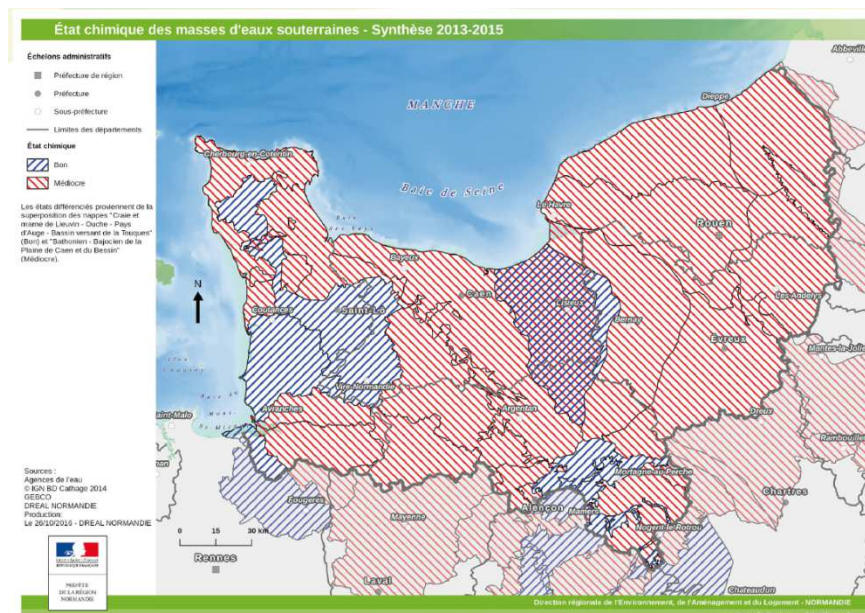 État chimique des masses d'eaux souterraines - Synthèse 2013-2015
Échelons administratifs
Préfecture de région
Préfecture
Sous-préfecture
Limites des départements
État chimique
Bon
Médiocre
Les états différenciés proviennent de la
superposition des nappes "Craie et
marne de Lieuvin - Ouche - Pays
d'Auge - Bassin versant de la Touques"
(Bon) et "Bathonien - Bajocien de la
Plaine de Caen et du Bessin"
(Médiocre).
N
Abbeville
Dieppe
MANCHE
Cherbourg-en-Cotentin
Baie de Seine
Le Havre
Rouen
Bayeux
Caen
Lisieux
Bernay
Les Andelys
Coutances
Saint-Lô
Evreux
Mantes-la-Jolie
Vire-Normandie
Avranches
Argentan
Dreux
Rambouillet
Saint-Malo
Mortagne-au-Perche
Fougères
Mayenne
Alençon
Mamers
Nogent-le-Rotrou
Chartres
Rennes
Laval
Chateaudun
0 15 30 km
Sources :
Agences de l'eau
© IGN BD Cathage 2014
GEBCO
DREAL NORMANDIE
Production:
Le 26/10/2016 - DREAL NORMANDIE
RÉPUBLIQUE FRANÇAISE
PRÉFÈTE
DE LA RÉGION
NORMANDIE
Direction régionale de l'Environnement, de l'Aménagement et du Logement - NORMANDIE